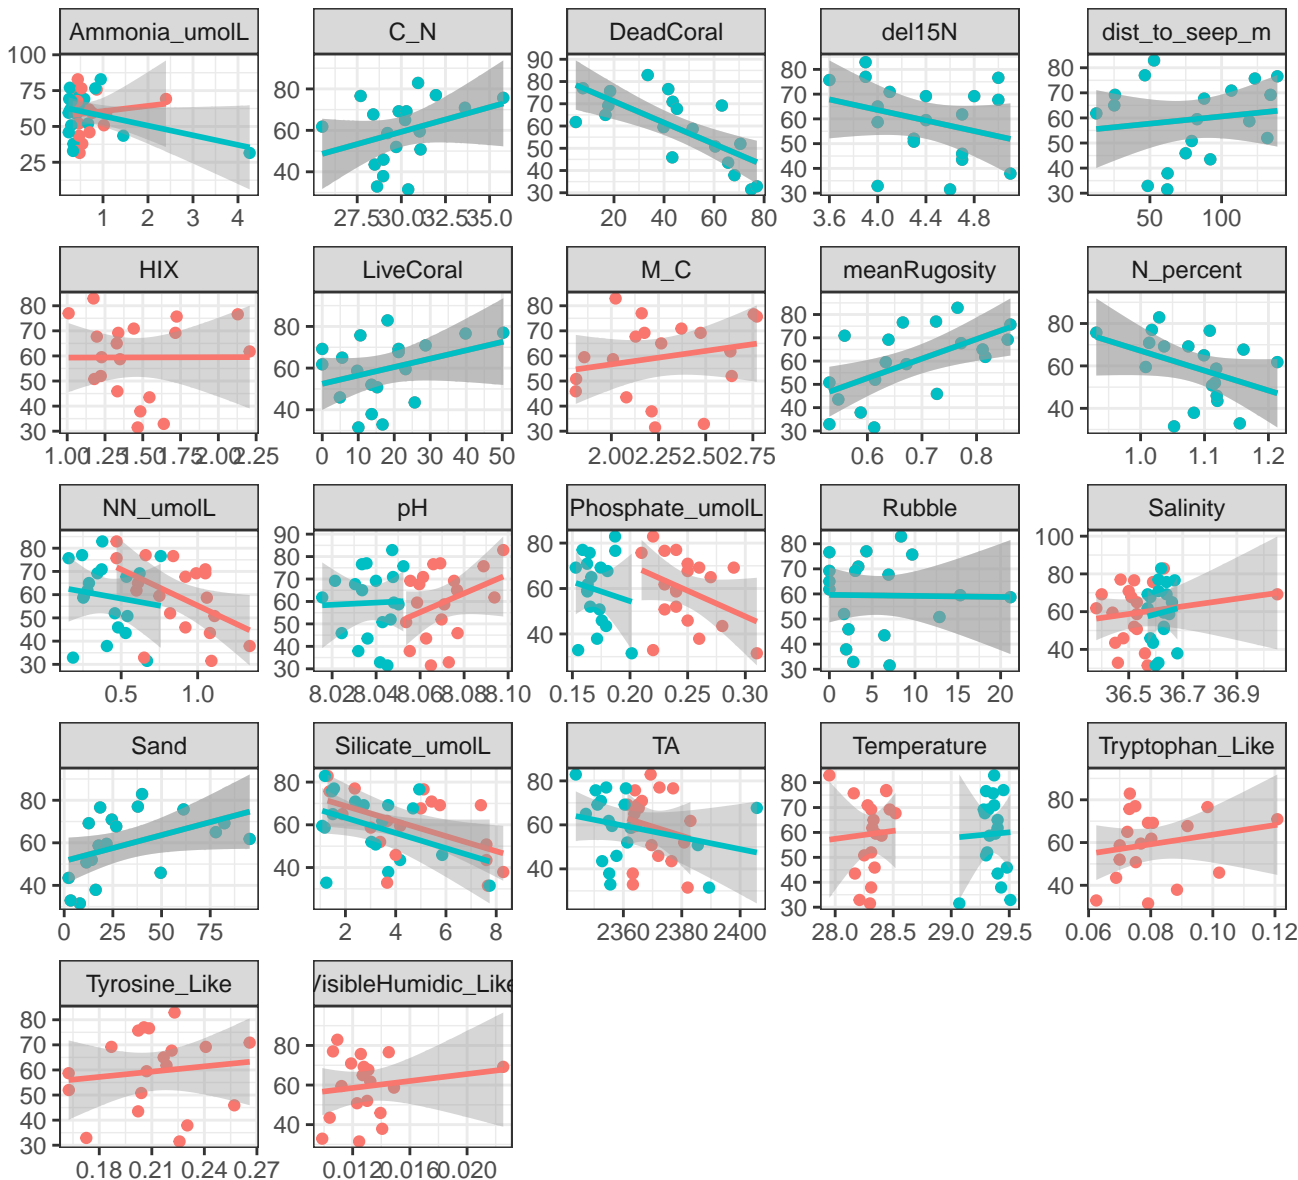 Ammonia_umolL C_N DeadCoral del15N dist_to_seep_m
100 75 50 25
80 60 40
90 80 70 60 50 40 30
80 70 60 50 40 30
80 70 60 50 40 30
1 2 3 4 27.5 30.0 32.5 35.0 20 40 60 80 3.6 4.0 4.4 4.8 50 100
HIX LiveCoral M_C meanRugosity N_percent
80 70 60 50 40 30
80 60 40
80 70 60 50 40 30
80 70 60 50 40 30
80 60 40
1.00 1.25 1.50 1.75 2.00 2.25 0 10 20 30 40 50 2.00 2.25 2.50 2.75 0.6 0.7 0.8 1.0 1.1 1.2
NN_umolL pH Phosphate_umolL Rubble Salinity
80 70 60 50 40 30
90 80 70 60 50 40 30
80 60 40
80 70 60 50 40 30
100 80 60 40
0.5 1.0 8.02 8.04 8.06 8.08 8.10 0.15 0.20 0.25 0.30 0 5 10 15 20 36.5 36.7 36.9
Sand Silicate_umolL TA Temperature Tryptophan_Like
80 60 40
80 60 40
80 60 40
80 70 60 50 40 30
80 60 40
0 25 50 75 2 4 6 8 2360 2380 2400 28.0 28.5 29.0 29.5 0.06 0.08 0.10 0.12
Tyrosine_Like VisibleHumidic_Like
80 70 60 50 40 30
80 60 40
0.18 0.21 0.24 0.27 0.012 0.016 0.020